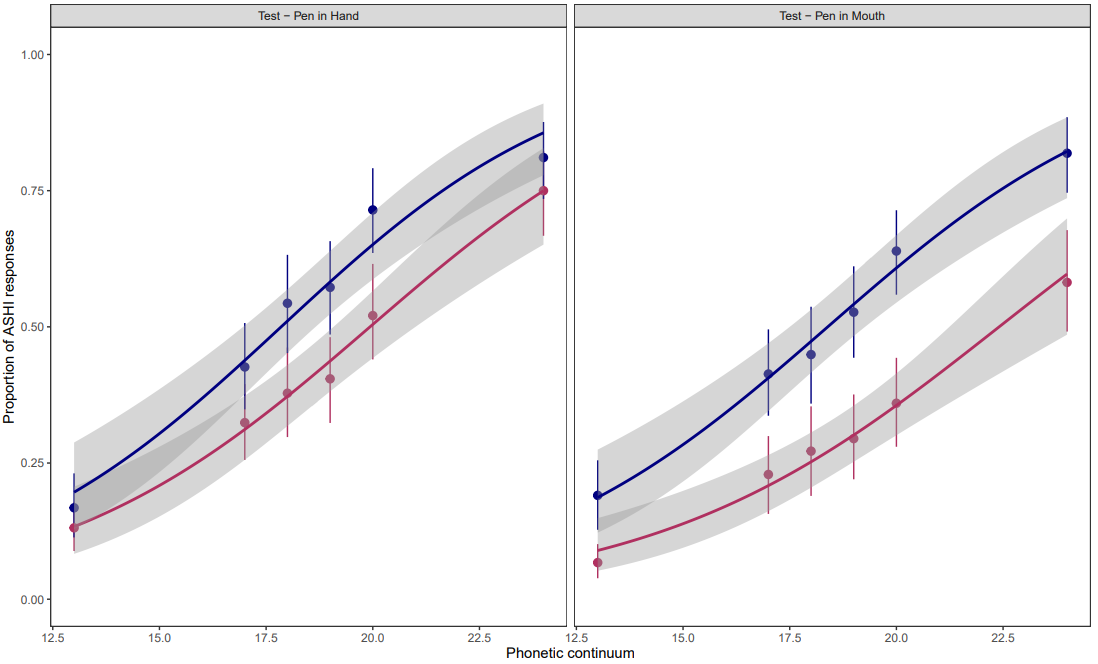 Test − Pen in Hand
Test − Pen in Mouth
Proportion of ASHI responses
1.00
0.75
0.50
0.25
0.00
12.5 15.0 17.5 20.0 22.5
12.5 15.0 17.5 20.0 22.5
Phonetic continuum